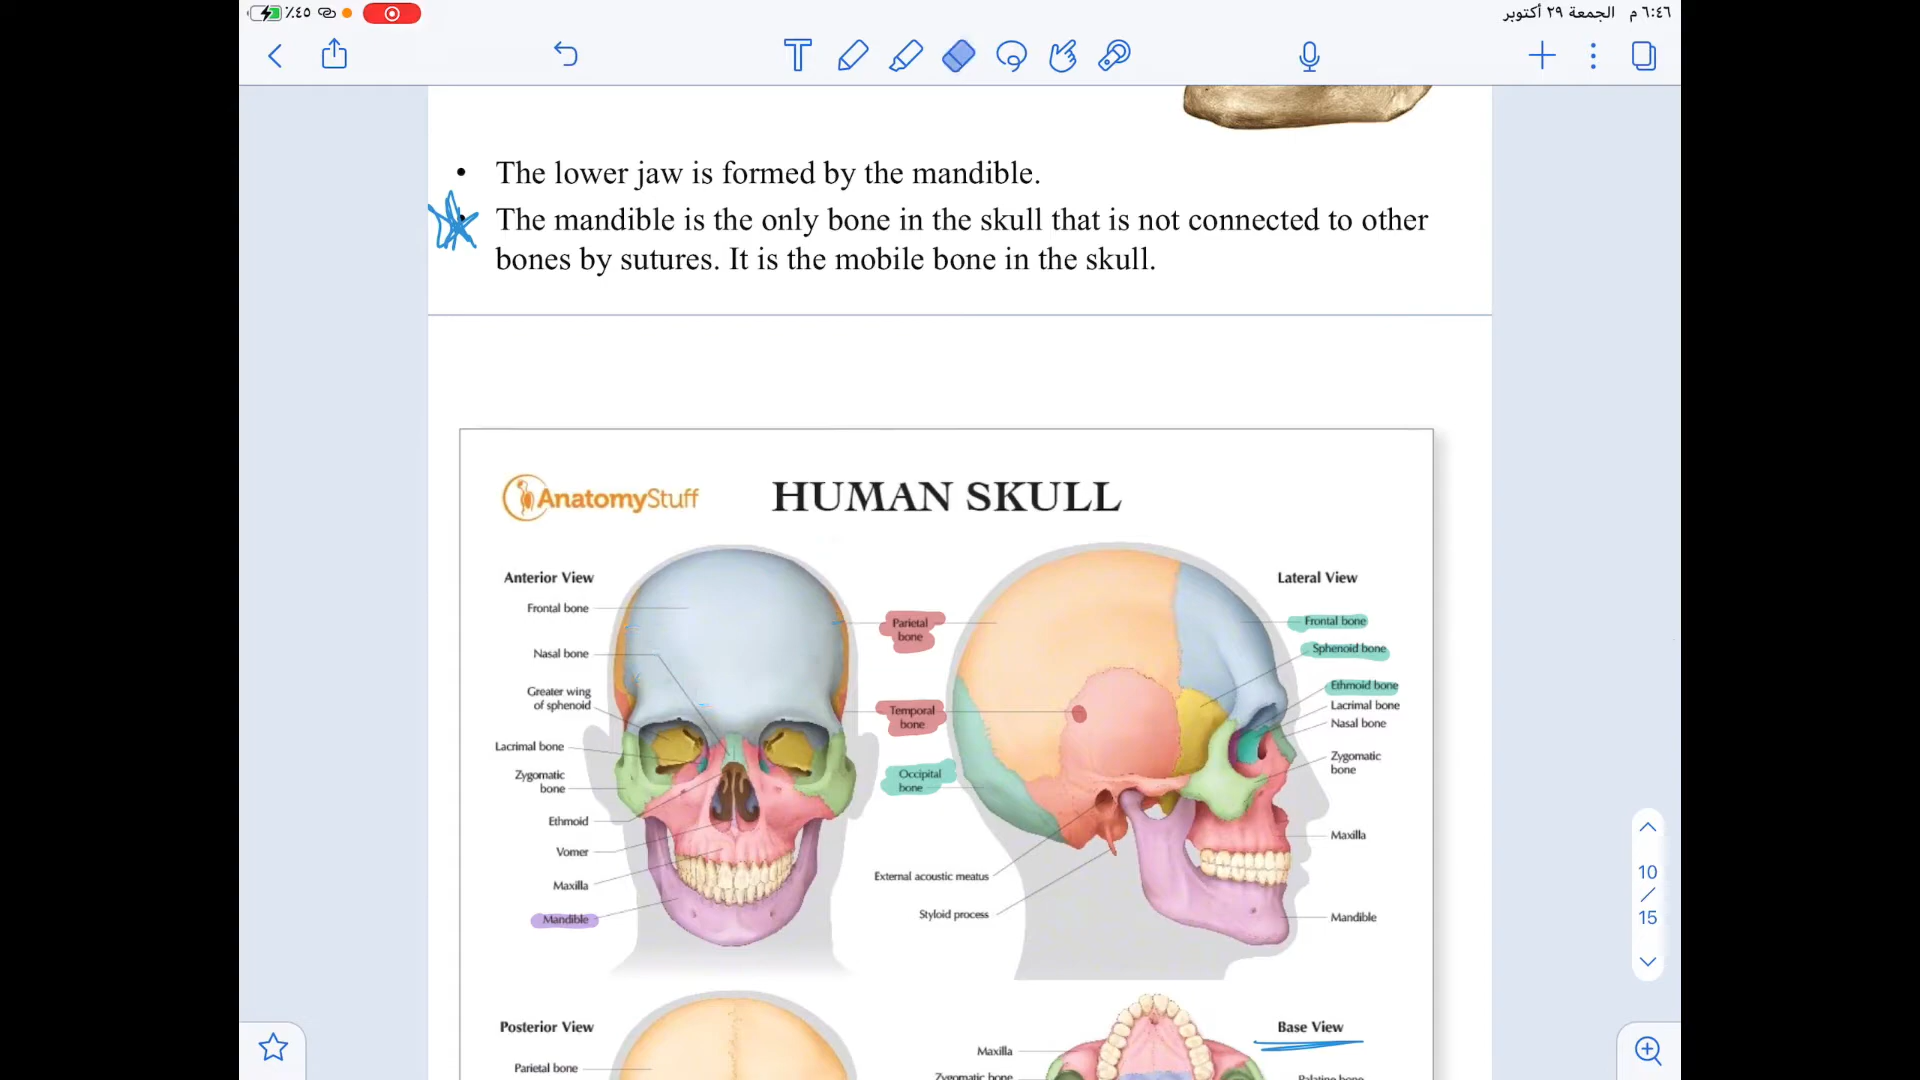 ٪٤٥
٦:٤٦ م الجمعة ٢٩ أكتوبر
• The lower jaw is formed by the mandible.
• The mandible is the only bone in the skull that is not connected to other
bones by sutures. It is the mobile bone in the skull.
AnatomyStuff
HUMAN SKULL
Anterior View
Frontal bone
Nasal bone
Greater wing
of sphenoid
Lacrimal bone
Zygomatic
bone
Ethmoid
Vomer
Maxilla
Mandible
Parietal
bone
Temporal
bone
Occipital
bone
External acoustic meatus
Styloid process
Lateral View
Frontal bone
Sphenoid bone
Ethmoid bone
Lacrimal bone
Nasal bone
Zygomatic
bone
Maxilla
Mandible
10
/
15
Posterior View
Parietal bone
Base View
Maxilla
Zygomatic bone
Palatine bone